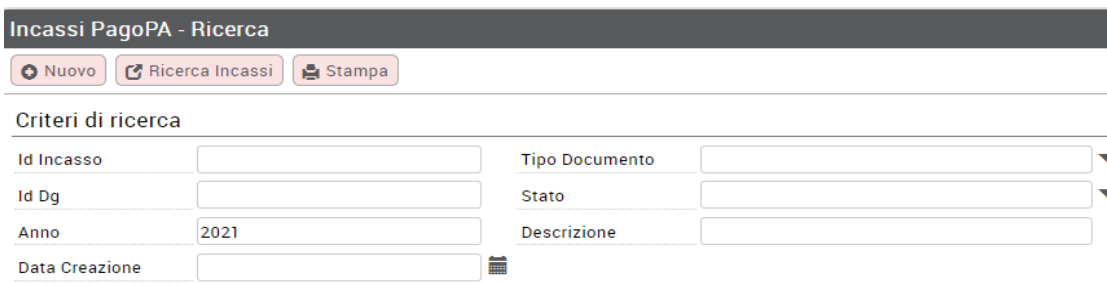 Incassi PagoPA - Ricerca
Nuovo Ricerca Incassi Stampa
Criteri di ricerca
Id Incasso Tipo Documento
Id Dg Stato
Anno 2021 Descrizione
Data Creazione